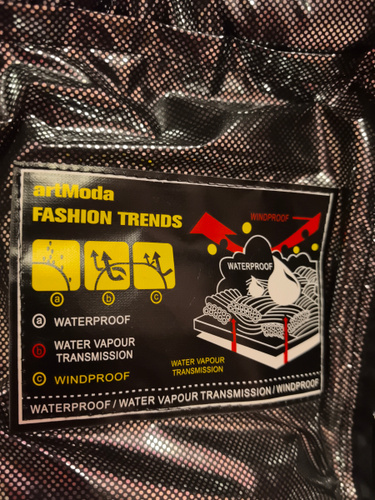 artModa
FASHION TRENDS
WINDPROOF
WATERPROOF
a b c
a WATERPROOF
b WATER VAPOUR
TRANSMISSION
c WINDPROOF
WATER VAPOUR
TRANSMISSION
WATERPROOF / WATER VAPOUR TRANSMISSION / WINDPROOF